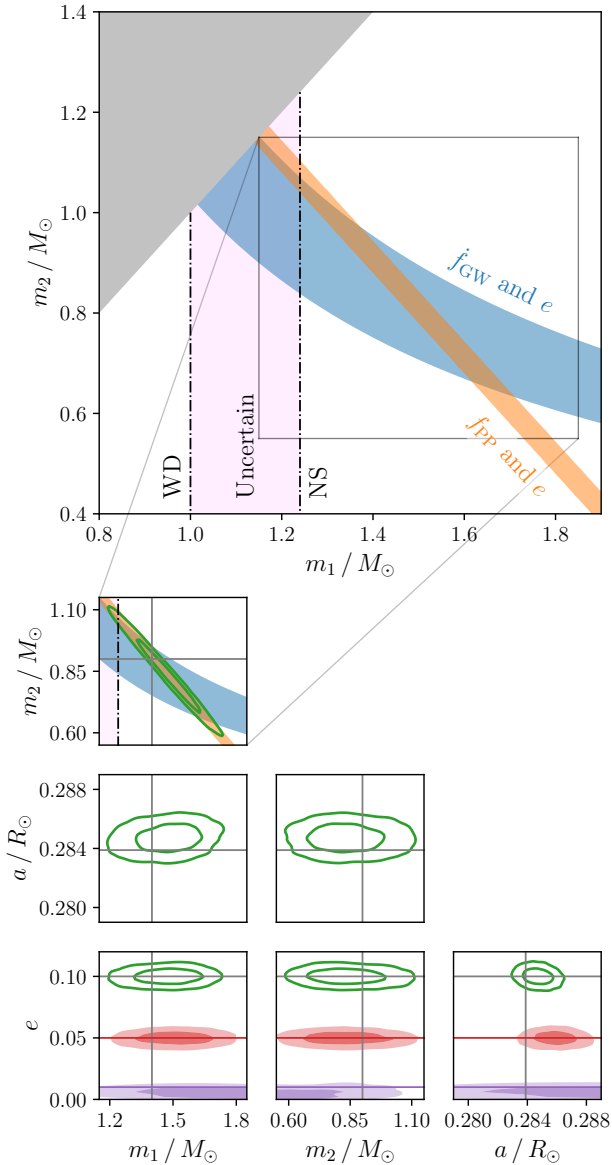 1.4
1.2
1.0
0.8
0.6
0.4
m₂ / M⊙
ḟGW and e
fPP and e
WD
Uncertain
NS
0.8 1.0 1.2 1.4 1.6 1.8
m₁ / M⊙
1.10
0.85
0.60
m₂ / M⊙
0.288
0.284
0.280
a / R⊙
0.10
0.05
0.00
e
1.2 1.5 1.8
0.60 0.85 1.10
0.280 0.284 0.288
m₁ / M⊙
m₂ / M⊙
a / R⊙